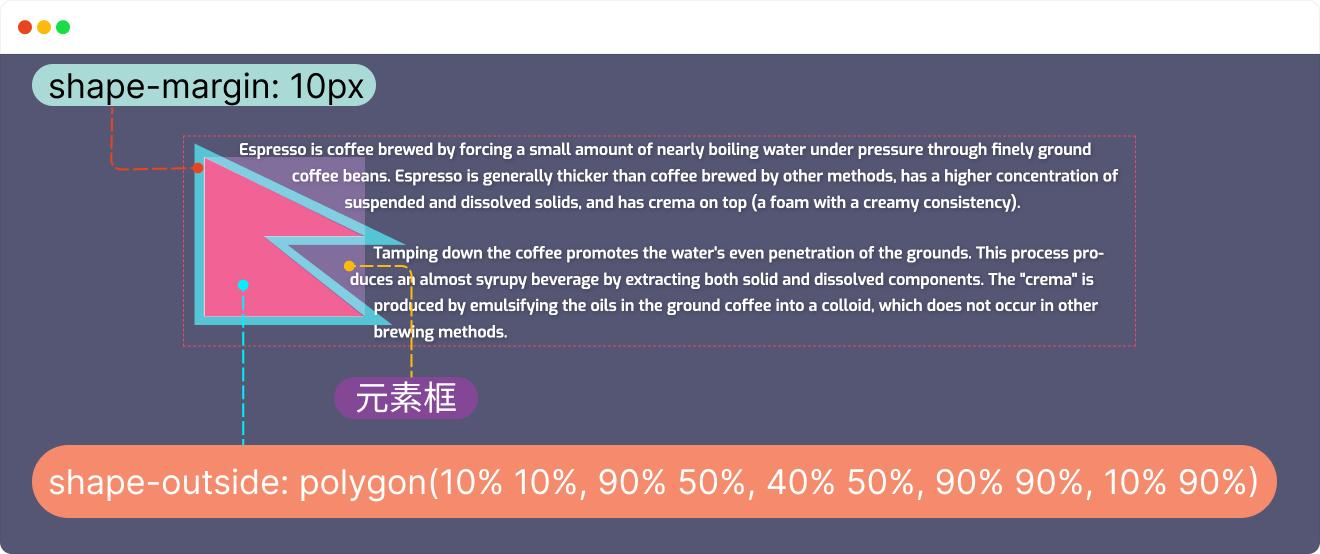 shape-margin: 10px
Espresso is coffee brewed by forcing a small amount of nearly boiling water under pressure through finely ground
coffee beans. Espresso is generally thicker than coffee brewed by other methods, has a higher concentration of
suspended and dissolved solids, and has crema on top (a foam with a creamy consistency).
Tamping down the coffee promotes the water's even penetration of the grounds. This process pro-
duces an almost syrupy beverage by extracting both solid and dissolved components. The "crema" is
produced by emulsifying the oils in the ground coffee into a colloid, which does not occur in other
brewing methods.
元素框
shape-outside: polygon(10% 10%, 90% 50%, 40% 50%, 90% 90%, 10% 90%)